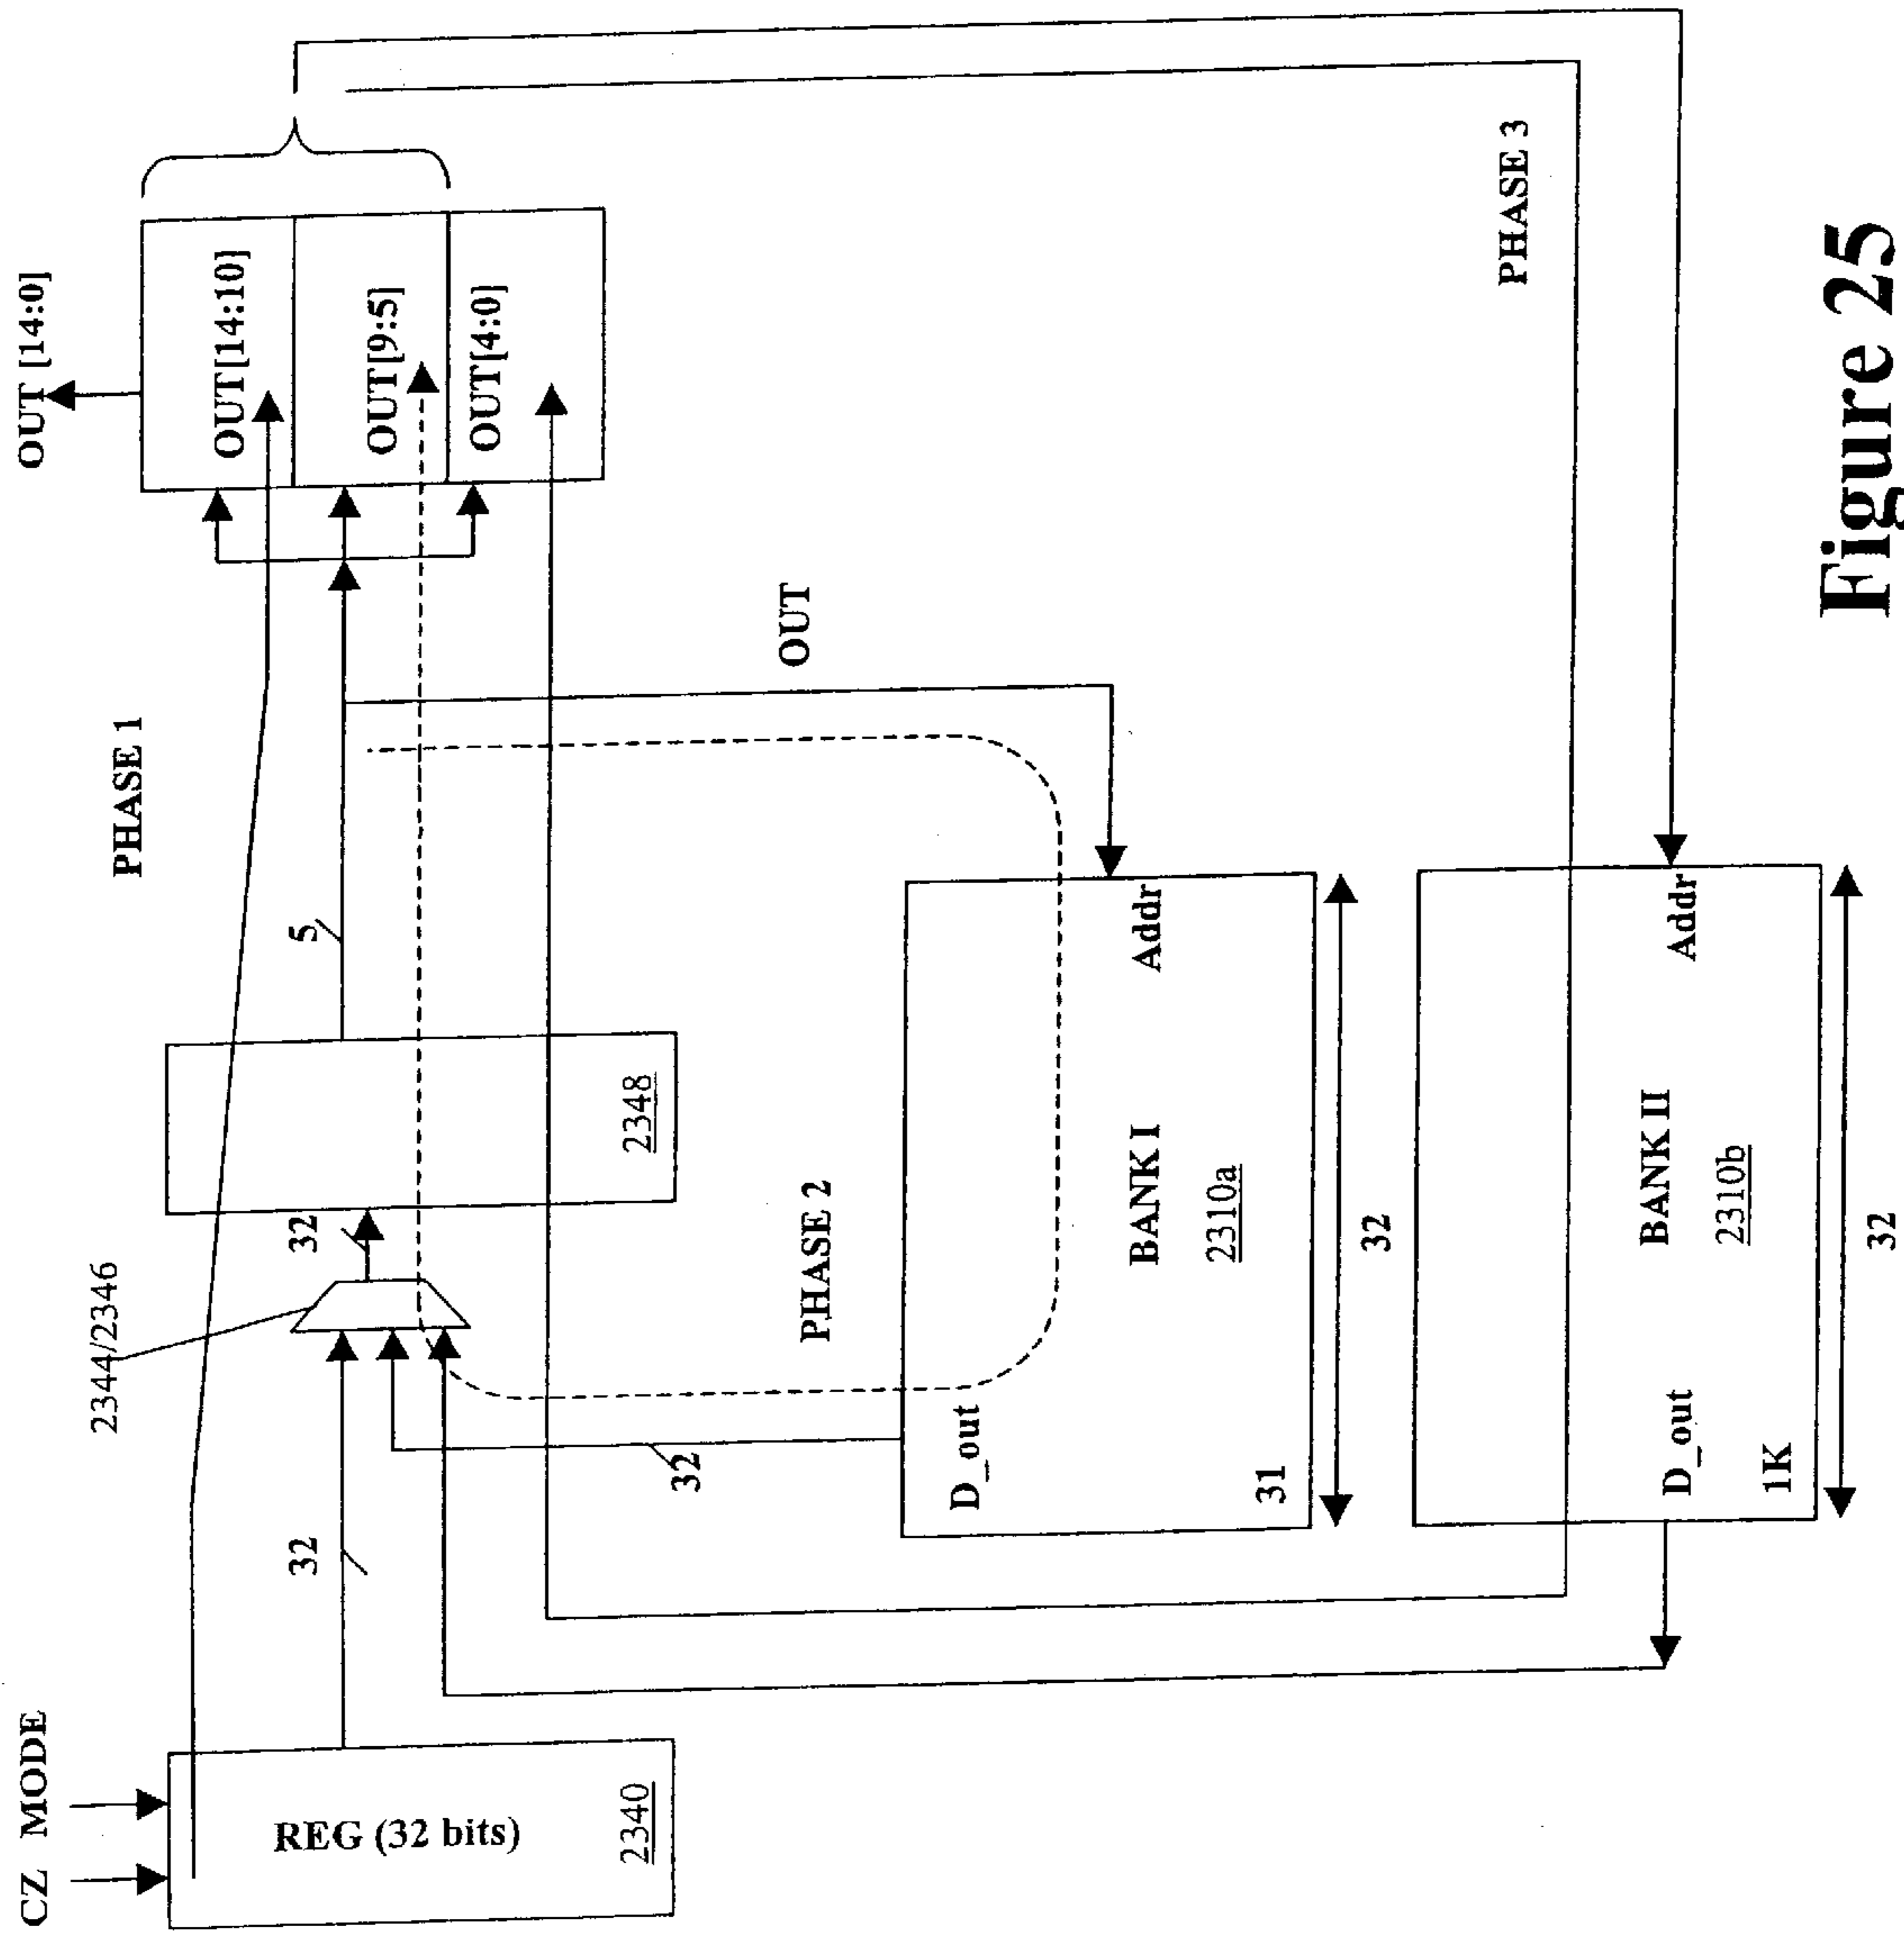 CZ MODE
REG (32 bits)
2340
32
2344/2346
32
2348
5
PHASE 1
OUT [14:0]
OUT[14:10]
OUT[9:5]
OUT[4:0]
OUT
32
PHASE 2
D_out
Addr
BANK I
2310a
31
32
PHASE 3
BANK II
2310b
Addr
D_out
1K
32
Figure 25